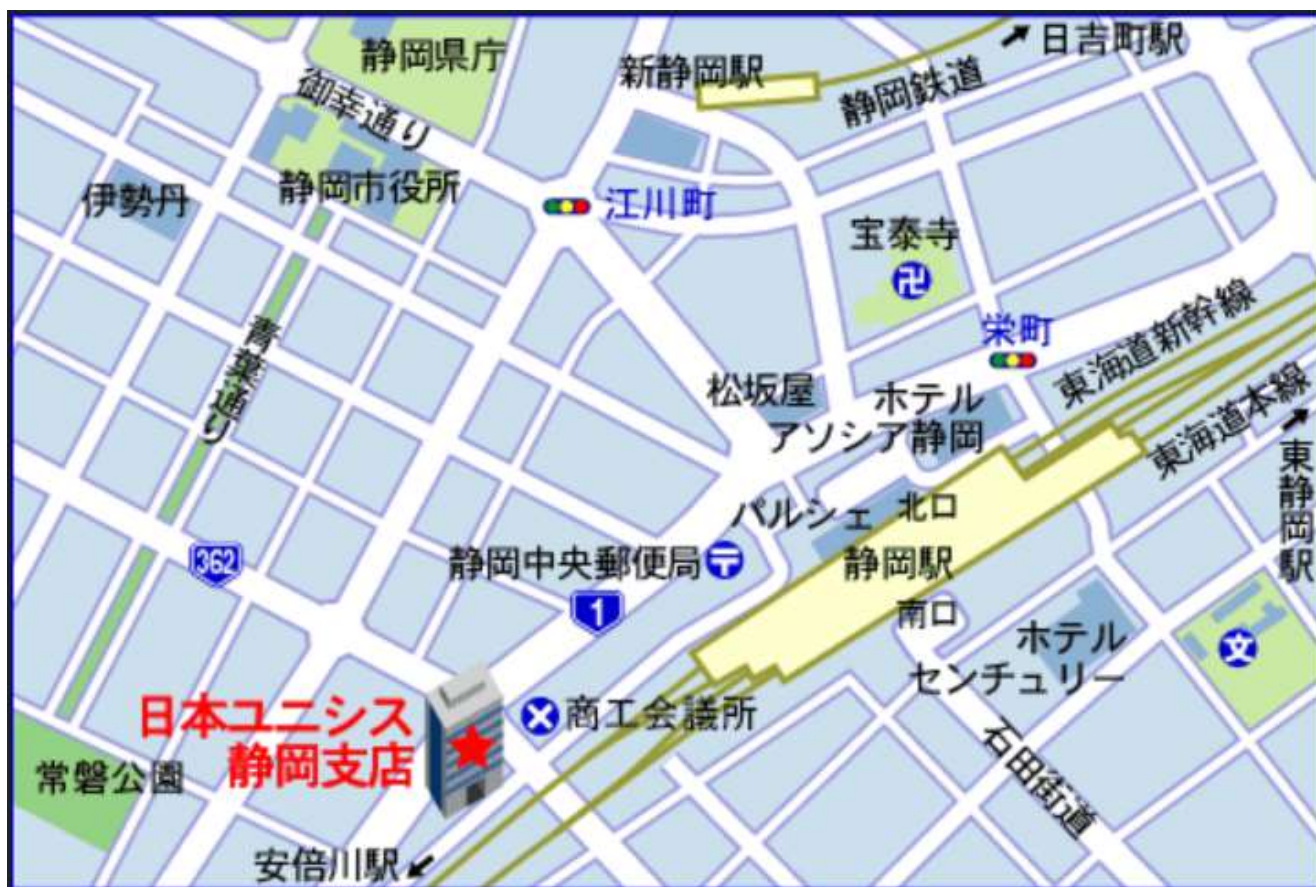 静岡県庁
日吉町駅
新静岡駅
静岡鉄道
御幸通り
静岡市役所
伊勢丹
江川町
宝泰寺
卍
栄町
東海道新幹線
青葉通り
松坂屋
ホテル
アソシア静岡
東海道本線
東静岡駅
パルシェ
北口
静岡中央郵便局
〒
静岡駅
362
1
南口
ホテル
センチュリー
文
日本ユニシス
静岡支店
商工会議所
石田街道
常磐公園
安倍川駅